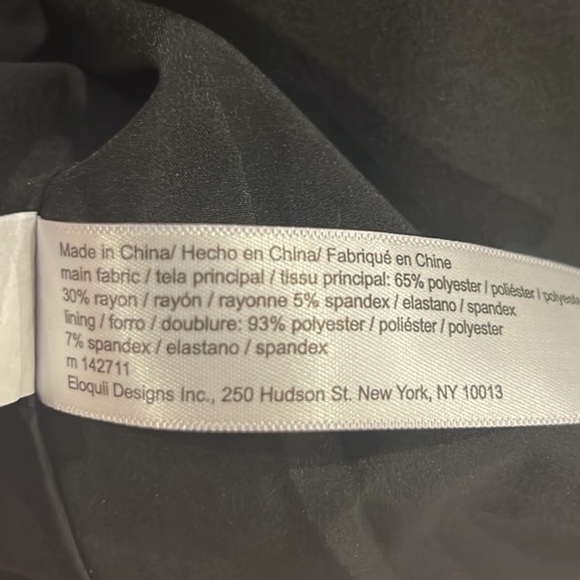 Made in China/ Hecho en China/ Fabriqué en Chine
main fabric / tela principal / tissu principal: 65% polyester / poliéster / polyester
30% rayon / rayón / rayonne 5% spandex / elastano / spandex
lining / forro / doublure: 93% polyester / poliéster / polyester
7% spandex / elastano / spandex
m 142711
Eloquii Designs Inc., 250 Hudson St. New York, NY 10013